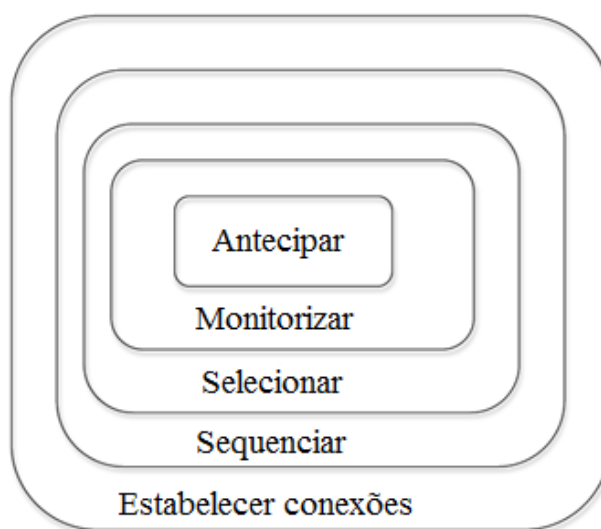 Antecipar
Monitorizar
Selecionar
Sequenciar
Estabelecer conexões